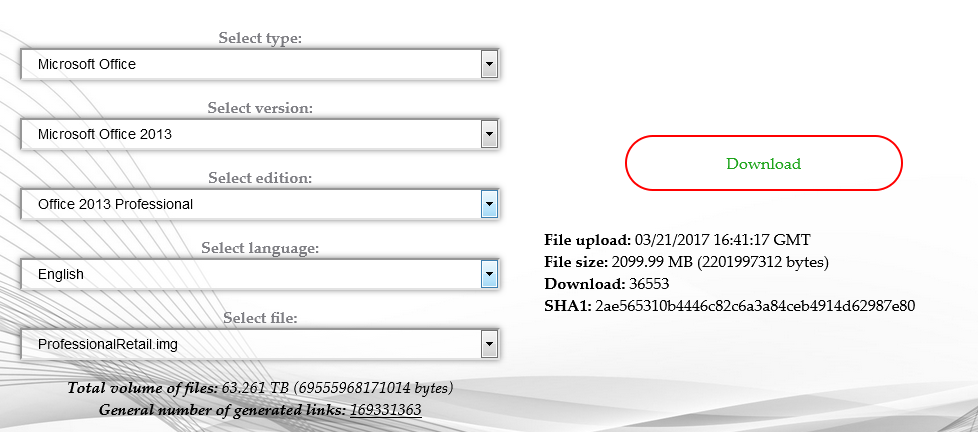 Select type:
Microsoft Office
Select version:
Microsoft Office 2013
Select edition:
Office 2013 Professional
Select language:
English
Select file:
ProfessionalRetail.img
Total volume of files: 63.261 TB (69555968171014 bytes)
General number of generated links: 169331363
Download
File upload: 03/21/2017 16:41:17 GMT
File size: 2099.99 MB (2201997312 bytes)
Download: 36553
SHA1: 2ae565310b4446c82c6a3a84ceb4914d62987e80